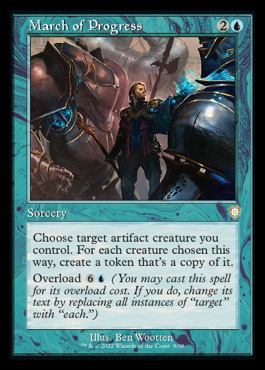 March of Progress 2
Sorcery
Choose target artifact creature you
control. For each creature chosen this
way, create a token that's a copy of it.
Overload 6 (You may cast this spell
for its overload cost. If you do, change its
text by replacing all instances of "target"
with "each.")
Illus. Ben Wootten
™ & © 2022 Wizards of the Coast